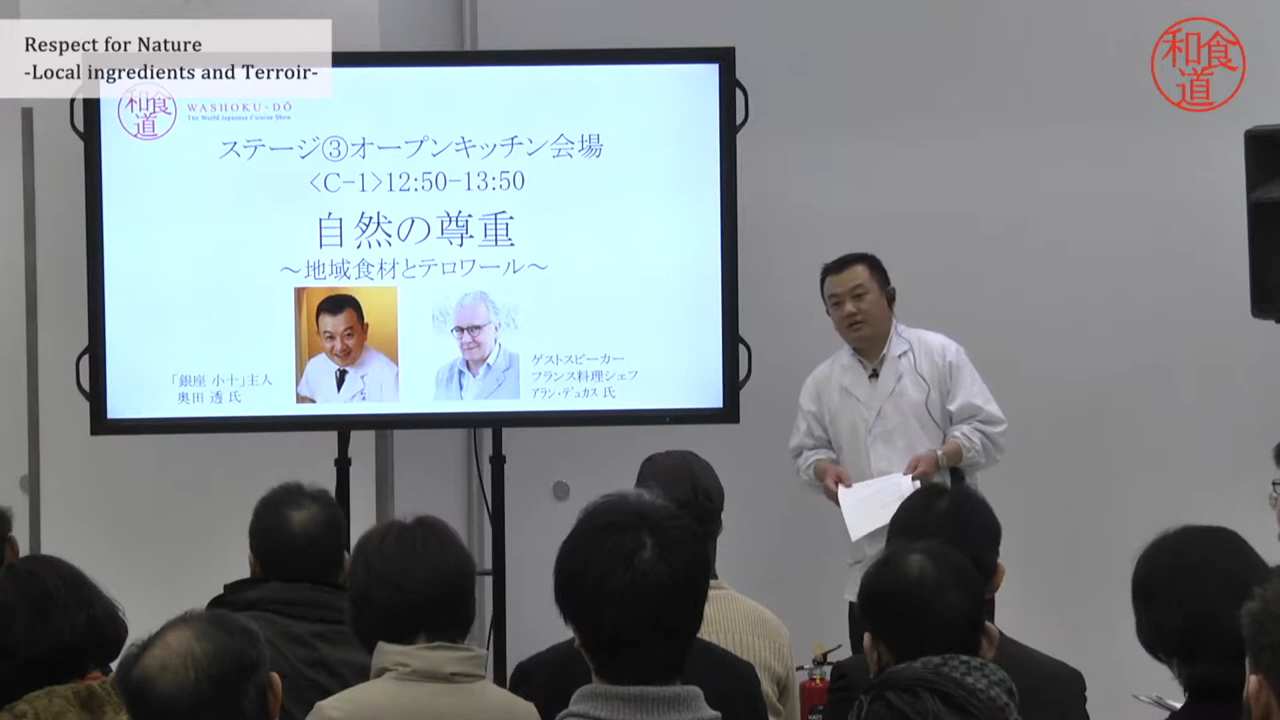 Respect for Nature
-Local ingredients and Terroir-
和食道
和食道
WASHOKU-DŌ
The World Japanese Cuisine Show
ステージ③オープンキッチン会場
<C-1>12:50-13:50
自然の尊重
~地域食材とテロワール~
「銀座 小十」主人
奥田 透 氏
ゲストスピーカー
フランス料理シェフ
アラン・デュカス 氏